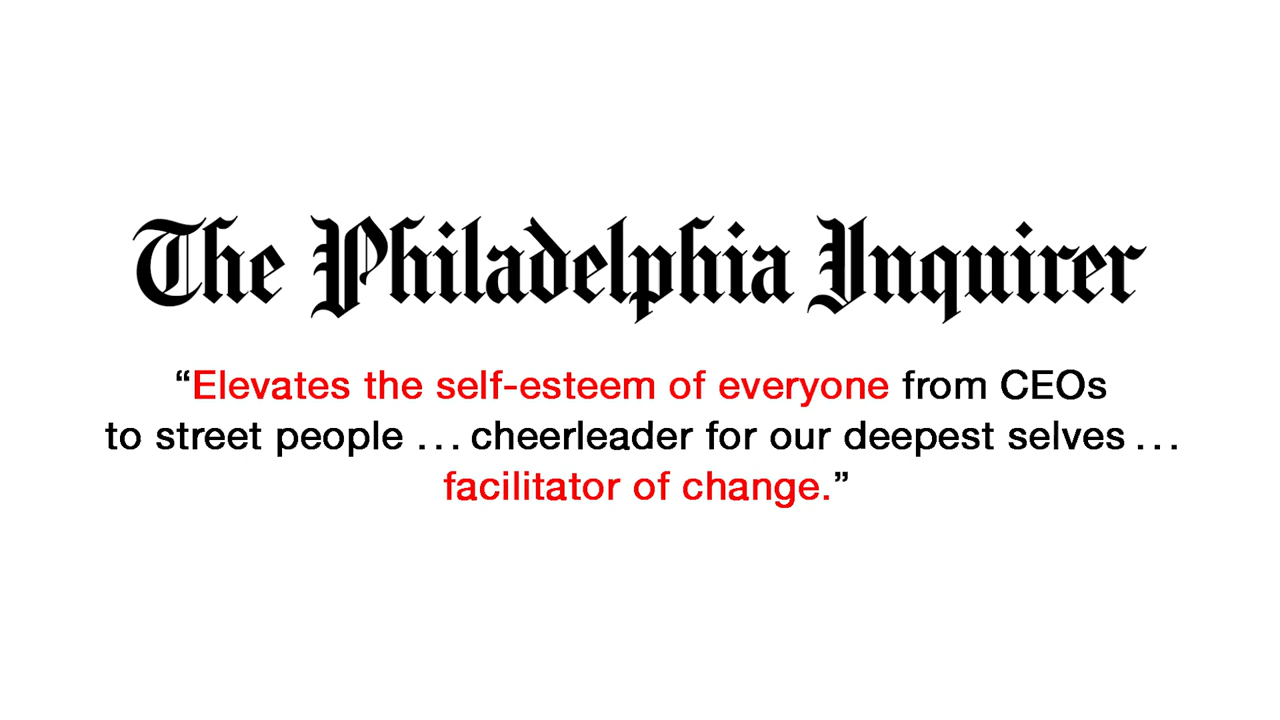 The Philadelphia Inquirer
“Elevates the self-esteem of everyone from CEOs
to street people ... cheerleader for our deepest selves ...
facilitator of change.”